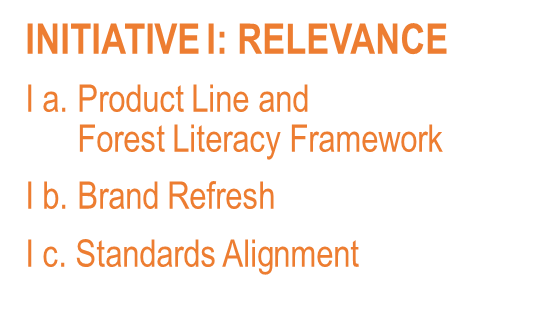 INITIATIVE I: RELEVANCE
I a. Product Line and
Forest Literacy Framework
I b. Brand Refresh
I c. Standards Alignment